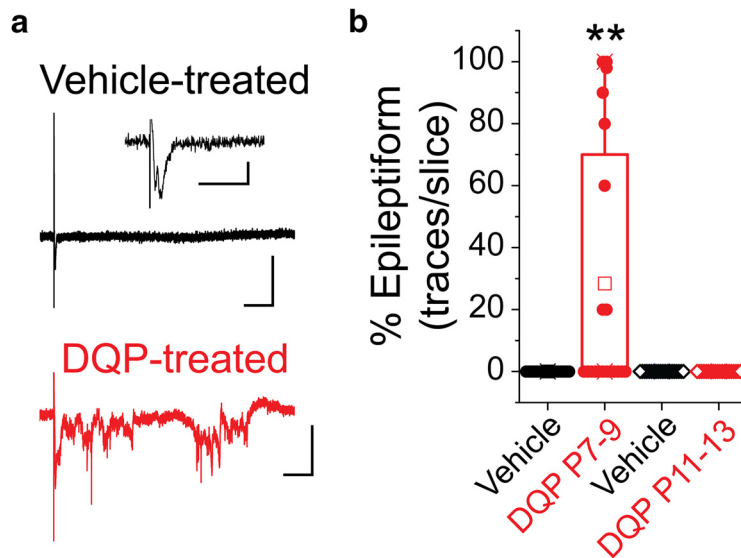 a
Vehicle-treated
DQP-treated
b
**
% Epileptiform
(traces/slice)
100
80
60
40
20
0
Vehicle
DQP P7-9
Vehicle
DQP P11-13